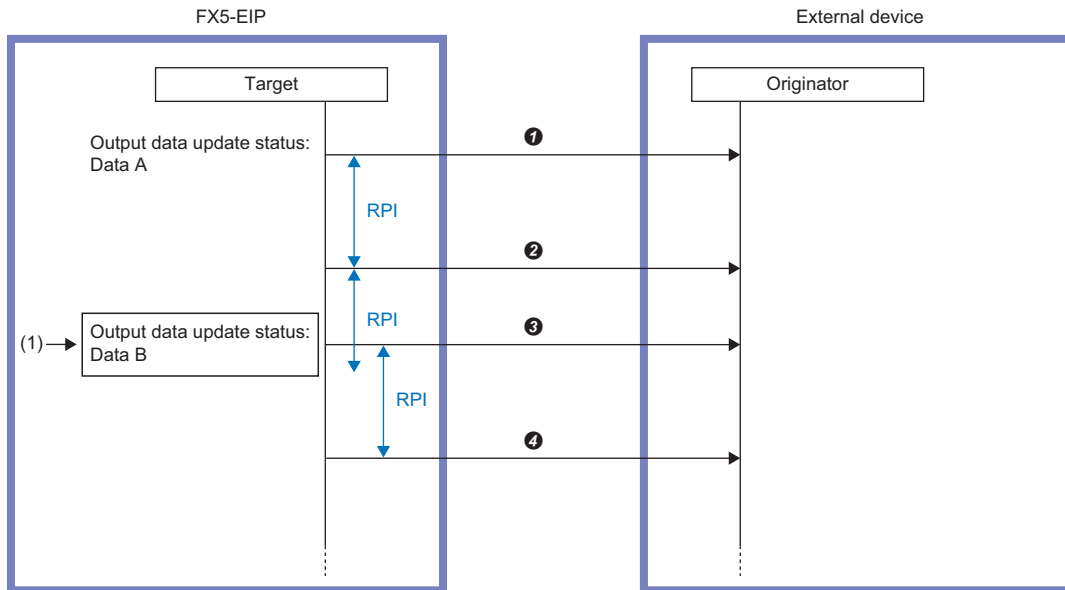 FX5-EIP
External device
Target
Originator
Output data update status:
Data A
❶
RPI
❷
RPI
❸
(1)
Output data update status:
Data B
RPI
❹